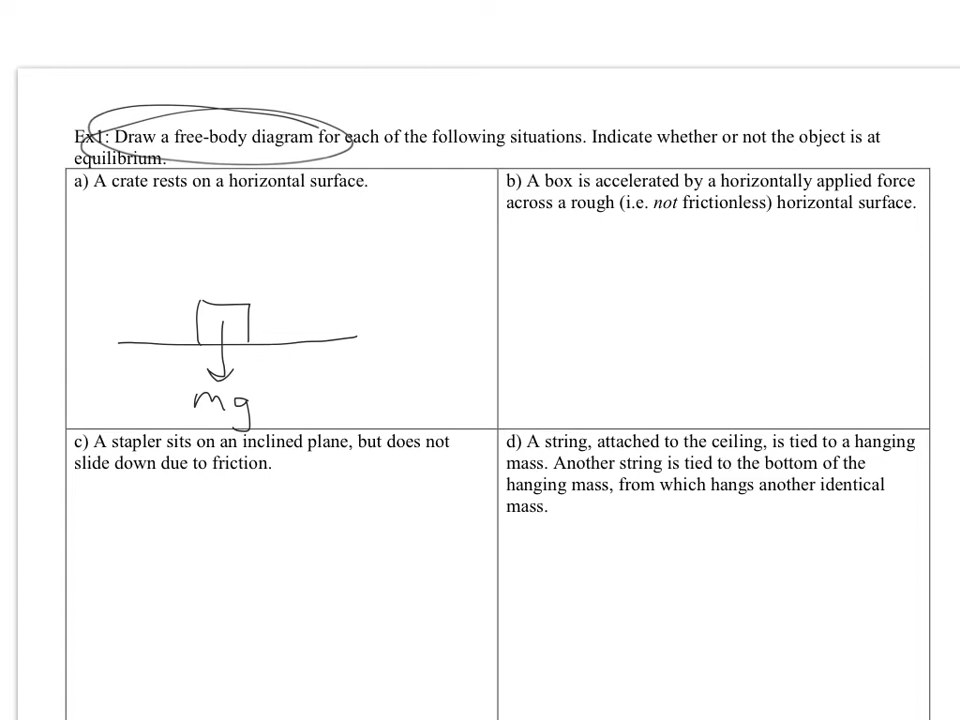 Ex1: Draw a free-body diagram for each of the following situations. Indicate whether or not the object is at
equilibrium.
a) A crate rests on a horizontal surface.
mg
b) A box is accelerated by a horizontally applied force
across a rough (i.e. not frictionless) horizontal surface.
c) A stapler sits on an inclined plane, but does not
slide down due to friction.
d) A string, attached to the ceiling, is tied to a hanging
mass. Another string is tied to the bottom of the
hanging mass, from which hangs another identical
mass.